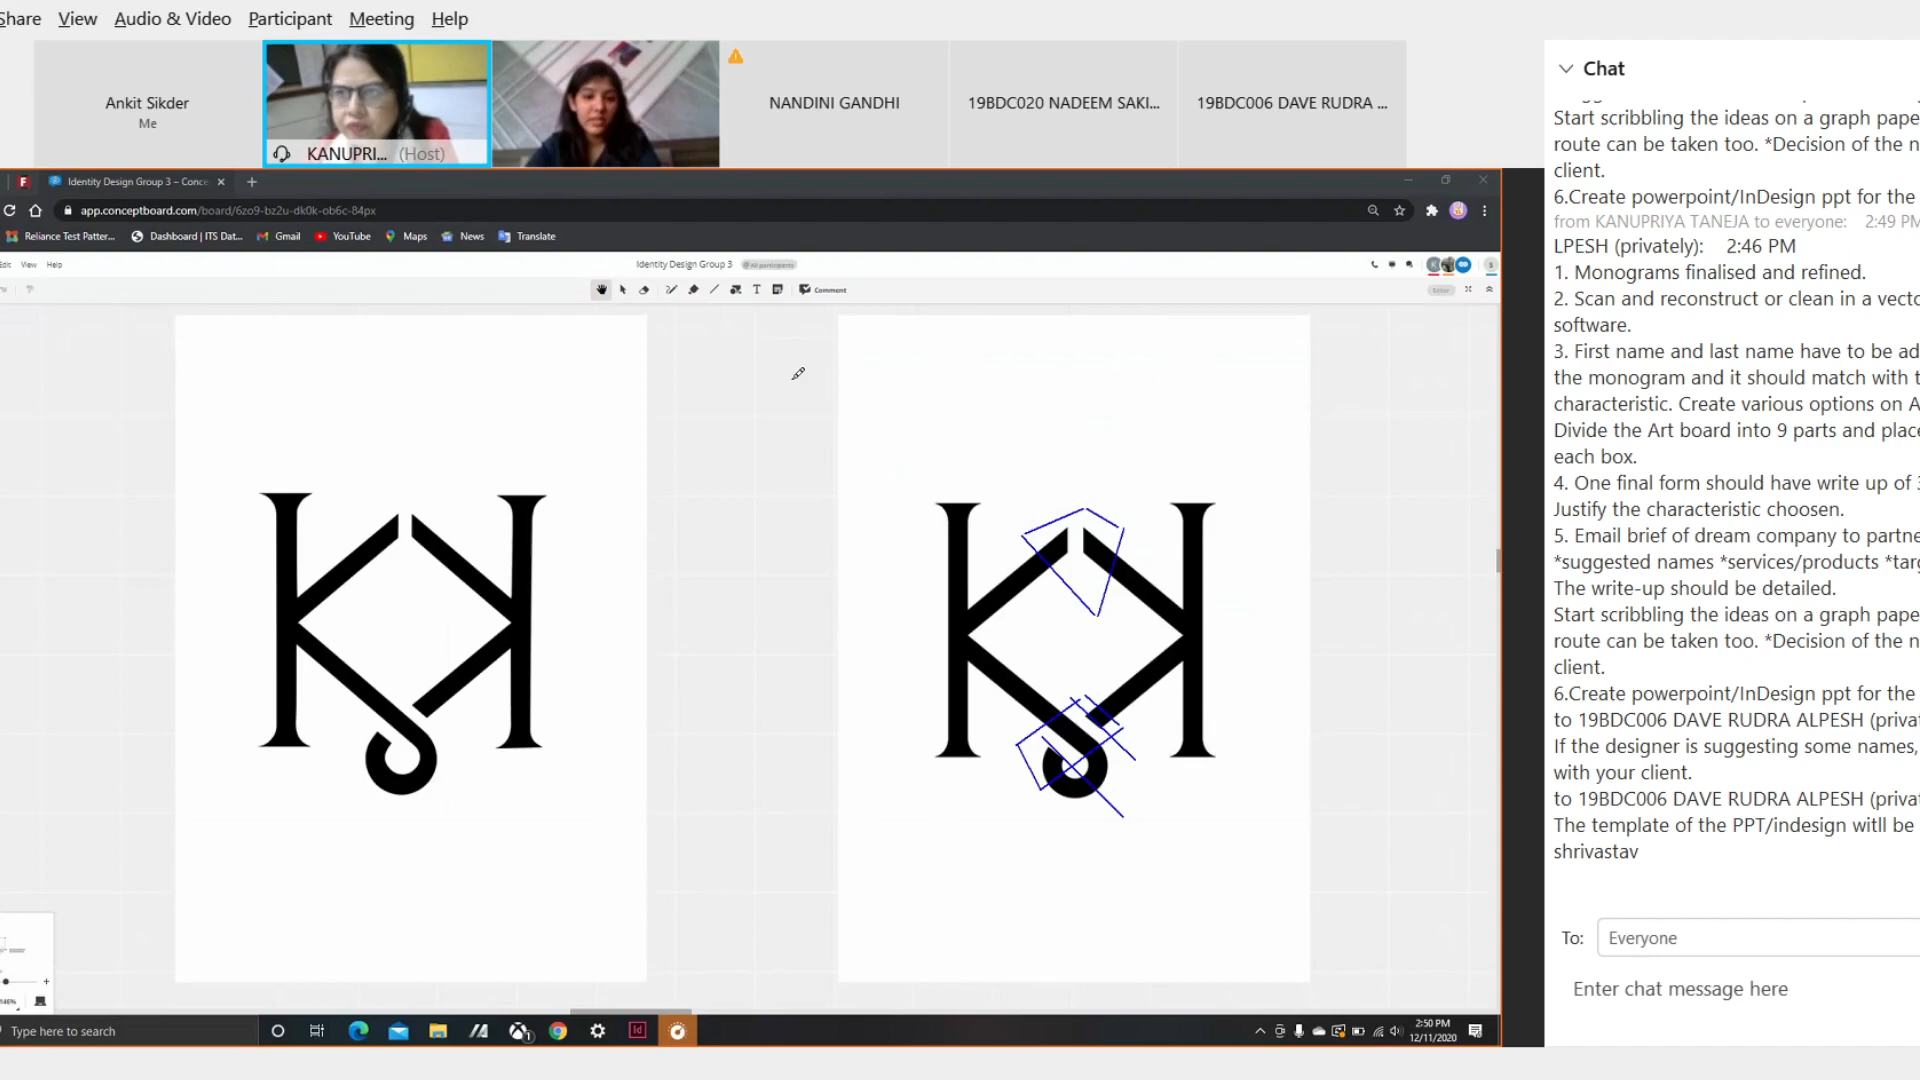 Share View Audio & Video Participant Meeting Help
Ankit Sikder
Me
KANUPRI... (Host)
NANDINI GANDHI
19BDC020 NADEEM SAKI...
19BDC006 DAVE RUDRA ...
Identity Design Group 3 – Conce
app.conceptboard.com/board/6zo9-bz2u-dk0k-ob6c-84px
Reliance Test Patter... Dashboard | ITS Dat... Gmail YouTube Maps News Translate
Edit View Help
Identity Design Group 3 @All participants
Comment
146%
Type here to search
2:50 PM
12/11/2020
Chat
Start scribbling the ideas on a graph pape
route can be taken too. *Decision of the n
client.
6.Create powerpoint/InDesign ppt for the
from KANUPRIYA TANEJA to everyone: 2:49 PM
LPESH (privately): 2:46 PM
1. Monograms finalised and refined.
2. Scan and reconstruct or clean in a vecto
software.
3. First name and last name have to be ad
the monogram and it should match with t
characteristic. Create various options on A
Divide the Art board into 9 parts and place
each box.
4. One final form should have write up of 3
Justify the characteristic choosen.
5. Email brief of dream company to partne
*suggested names *services/products *targ
The write-up should be detailed.
Start scribbling the ideas on a graph pape
route can be taken too. *Decision of the n
client.
6.Create powerpoint/InDesign ppt for the
to 19BDC006 DAVE RUDRA ALPESH (privat
If the designer is suggesting some names,
with your client.
to 19BDC006 DAVE RUDRA ALPESH (privat
The template of the PPT/indesign witll be
shrivastav
To: Everyone
Enter chat message here